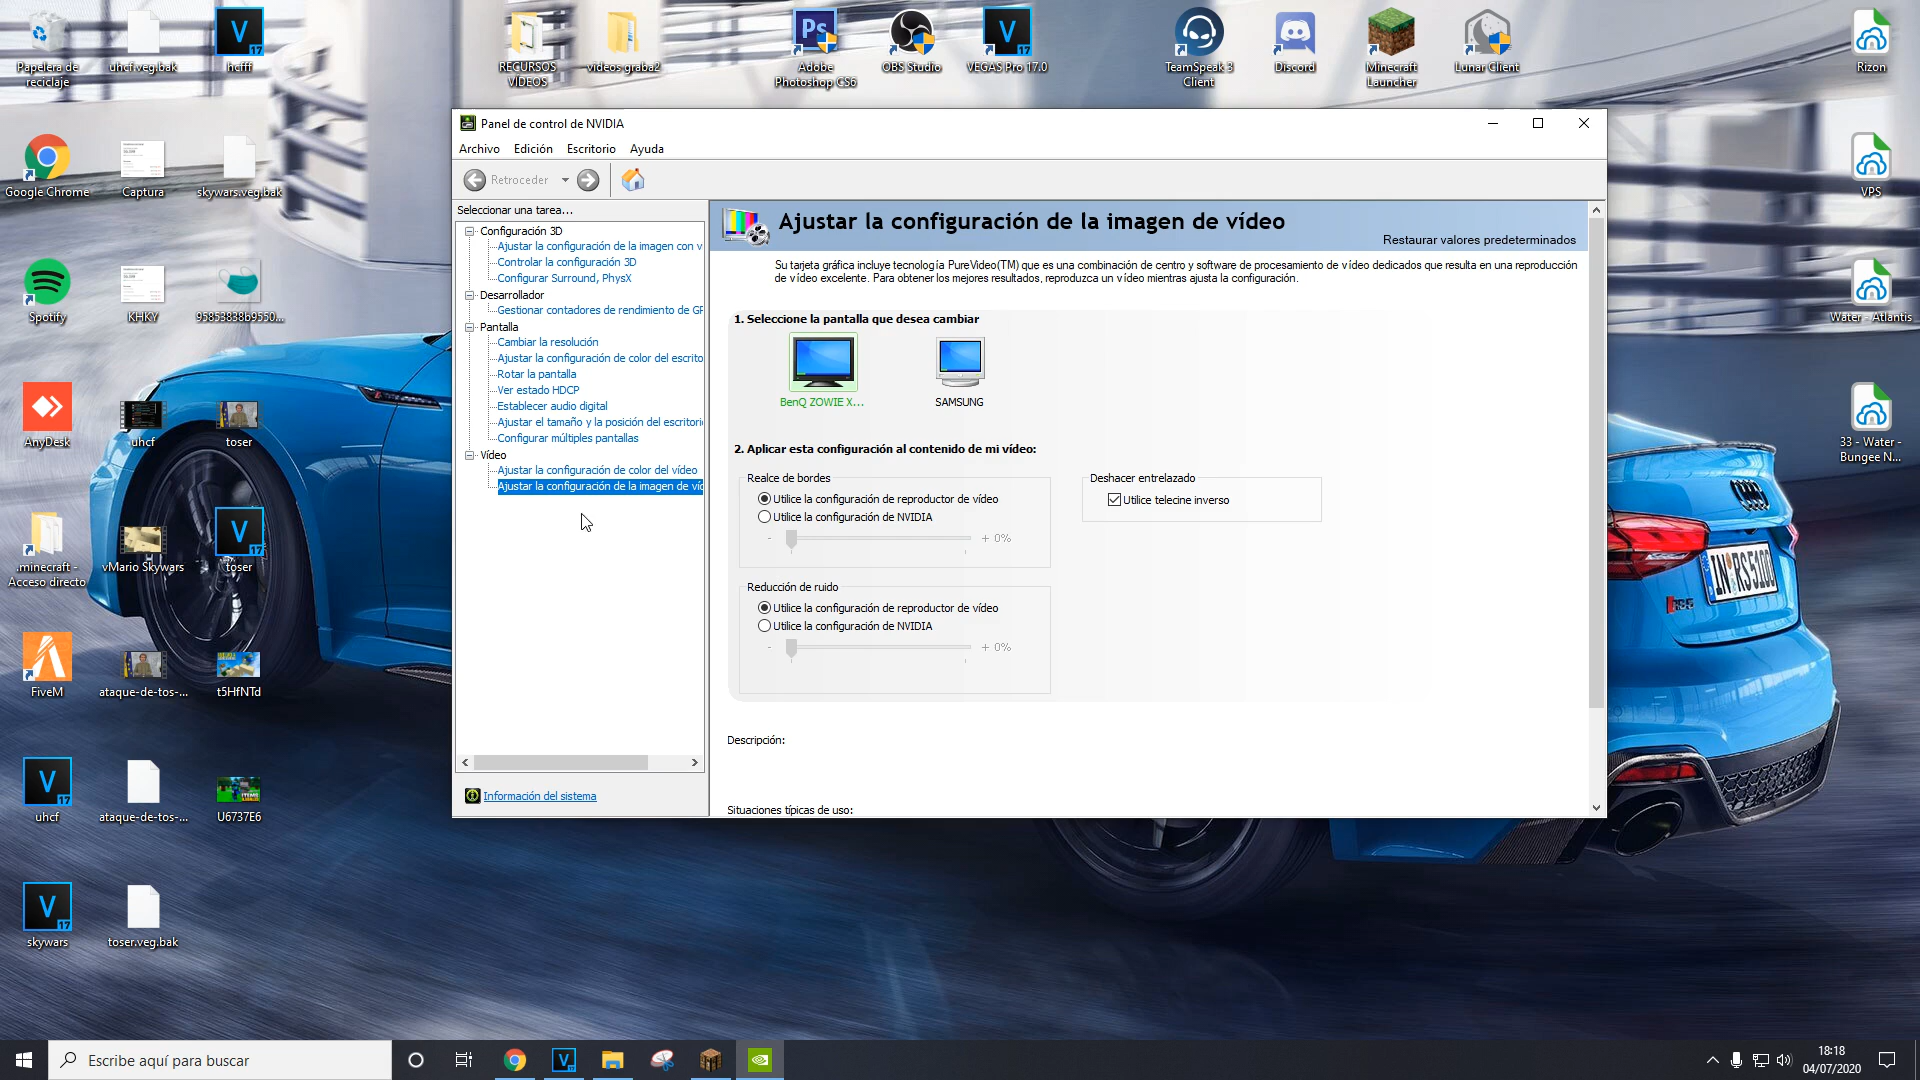 Papelera de
reciclaje
uhcf.veg.bak
hcfff
RECURSOS
VÍDEOS
videos graba2
Adobe
Photoshop CS6
OBS Studio
VEGAS Pro 17.0
TeamSpeak 3
Client
Discord
Minecraft
Launcher
Lunar Client
Rizon
Google Chrome
Captura
skywars.veg.bak
VPS
Spotify
KHKY
95853838b9550...
Water - Atlantis
AnyDesk
uhcf
toser
33 - Water -
Bungee N...
.minecraft -
Acceso directo
vMario Skywars
toser
FiveM
ataque-de-tos-...
t5HfNTd
uhcf
ataque-de-tos-...
U6737E6
skywars
toser.veg.bak
Panel de control de NVIDIA
Archivo Edición Escritorio Ayuda
Retroceder
Seleccionar una tarea...
Configuración 3D
Ajustar la configuración de la imagen con v
Controlar la configuración 3D
Configurar Surround, PhysX
Desarrollador
Gestionar contadores de rendimiento de GP
Pantalla
Cambiar la resolución
Ajustar la configuración de color del escrito
Rotar la pantalla
Ver estado HDCP
Establecer audio digital
Ajustar el tamaño y la posición del escritori
Configurar múltiples pantallas
Vídeo
Ajustar la configuración de color del vídeo
Ajustar la configuración de la imagen de víd
Información del sistema
Ajustar la configuración de la imagen de vídeo
Restaurar valores predeterminados
Su tarjeta gráfica incluye tecnología PureVideo(TM) que es una combinación de centro y software de procesamiento de vídeo dedicados que resulta en una reproducción
de vídeo excelente. Para obtener los mejores resultados, reproduzca un vídeo mientras ajusta la configuración.
1. Seleccione la pantalla que desea cambiar
BenQ ZOWIE X...
SAMSUNG
2. Aplicar esta configuración al contenido de mi vídeo:
Realce de bordes
Utilice la configuración de reproductor de vídeo
Utilice la configuración de NVIDIA
- + 0%
Deshacer entrelazado
Utilice telecine inverso
Reducción de ruido
Utilice la configuración de reproductor de vídeo
Utilice la configuración de NVIDIA
- + 0%
Descripción:
Situaciones típicas de uso:
IN RS5100
RS5
Escribe aquí para buscar
18:18
04/07/2020